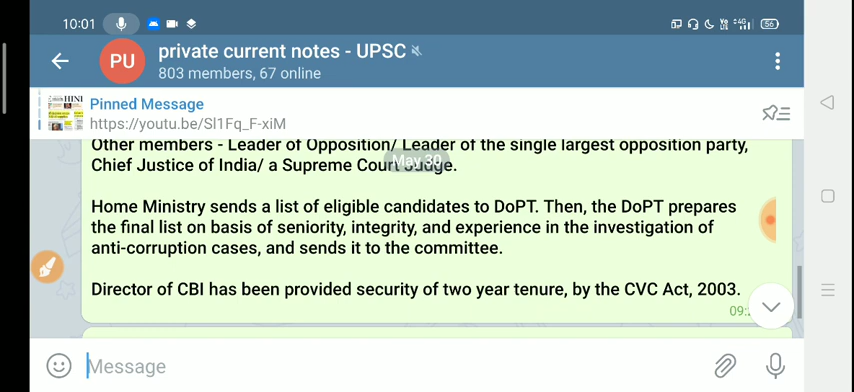 10:01
4G
56
PU
private current notes - UPSC
803 members, 67 online
Pinned Message
https://youtu.be/Sl1Fq_F-xiM
Other members - Leader of Opposition/ Leader of the single largest opposition party,
Chief Justice of India/ a Supreme Court Judge.
May 30
Home Ministry sends a list of eligible candidates to DoPT. Then, the DoPT prepares
the final list on basis of seniority, integrity, and experience in the investigation of
anti-corruption cases, and sends it to the committee.
Director of CBI has been provided security of two year tenure, by the CVC Act, 2003.
Message